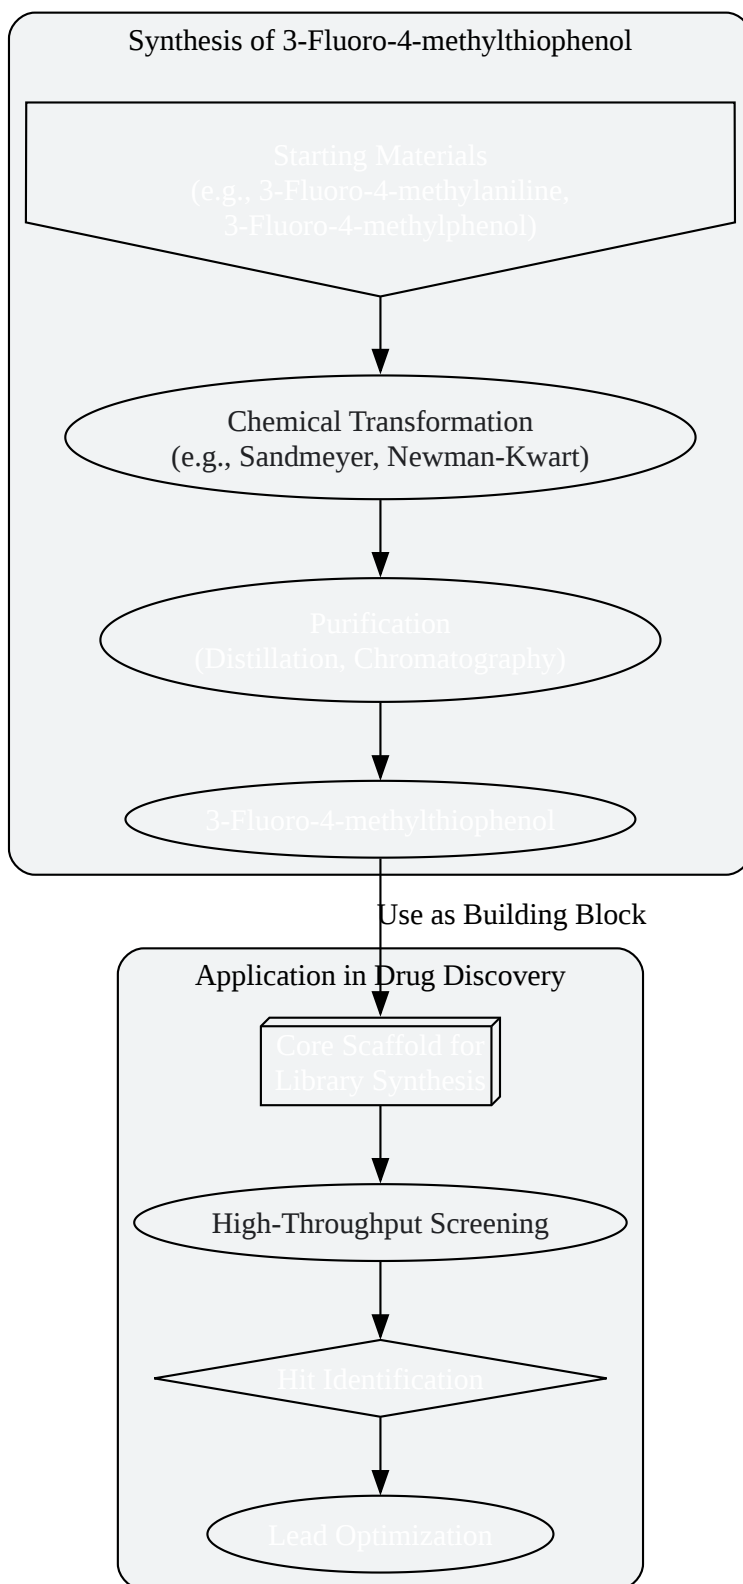 Synthesis of 3-Fluoro-4-methylthiophenol
Starting Materials
(e.g., 3-Fluoro-4-methylaniline,
3-Fluoro-4-methylphenol)
Chemical Transformation
(e.g., Sandmeyer, Newman-Kwart)
Purification
(Distillation, Chromatography)
3-Fluoro-4-methylthiophenol
Use as Building Block
Application in Drug Discovery
Core Scaffold for
Library Synthesis
High-Throughput Screening
Hit Identification
Lead Optimization